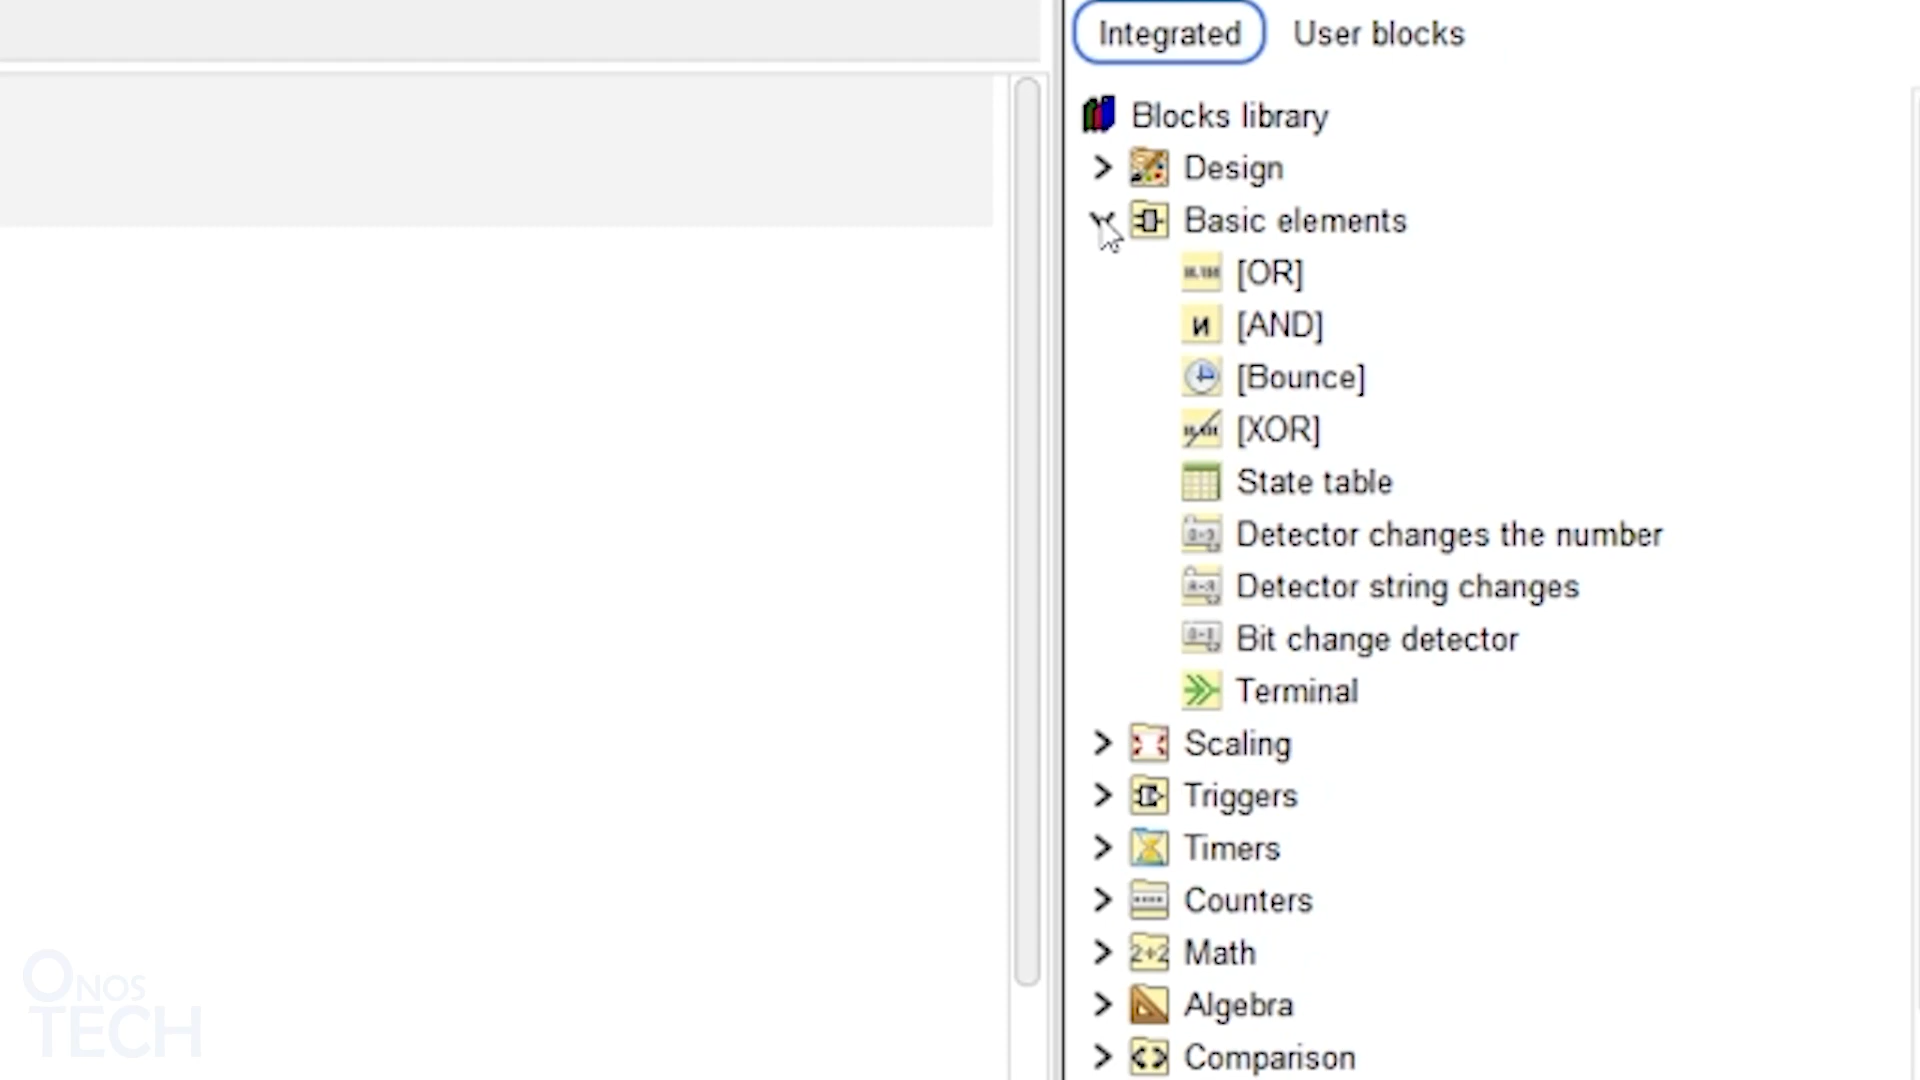 Integrated User blocks
Blocks library
Design
Basic elements
[OR]
И [AND]
[Bounce]
[XOR]
State table
Detector changes the number
Detector string changes
Bit change detector
Terminal
Scaling
Triggers
Timers
Counters
2+2 Math
Algebra
Comparison
ONOS
TECH